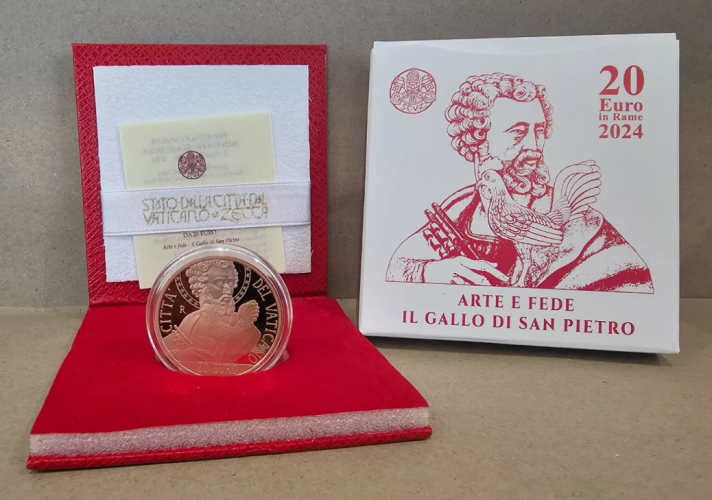 STATO DELLA CITTÀ DEL
VATICANO - ZECCA
DA 20 EURO
Arte e fede - il Gallo di San Pietro
CITTÀ DEL VATICANO
R
20
Euro
in Rame
2024
ARTE E FEDE
IL GALLO DI SAN PIETRO